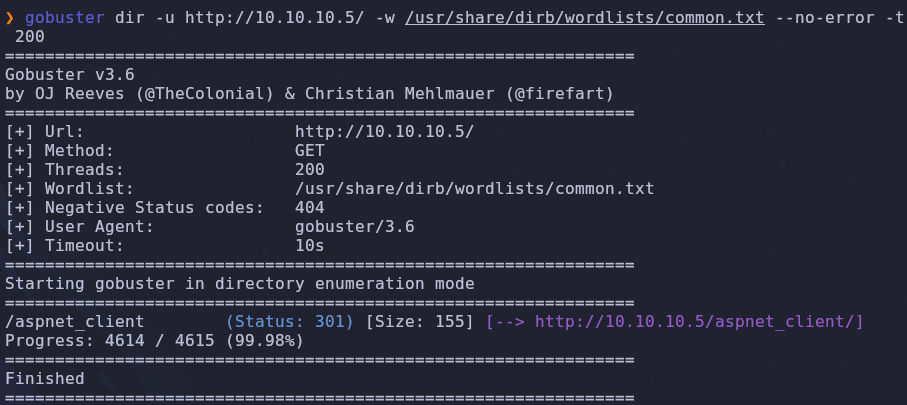 ❯ gobuster dir -u http://10.10.10.5/ -w /usr/share/dirb/wordlists/common.txt --no-error -t
200
===============================================================
Gobuster v3.6
by OJ Reeves (@TheColonial) & Christian Mehlmauer (@firefart)
===============================================================
[+] Url:                     http://10.10.10.5/
[+] Method:                  GET
[+] Threads:                 200
[+] Wordlist:                /usr/share/dirb/wordlists/common.txt
[+] Negative Status codes:   404
[+] User Agent:              gobuster/3.6
[+] Timeout:                 10s
===============================================================
Starting gobuster in directory enumeration mode
===============================================================
/aspnet_client        (Status: 301) [Size: 155] [--> http://10.10.10.5/aspnet_client/]
Progress: 4614 / 4615 (99.98%)
===============================================================
Finished
===============================================================